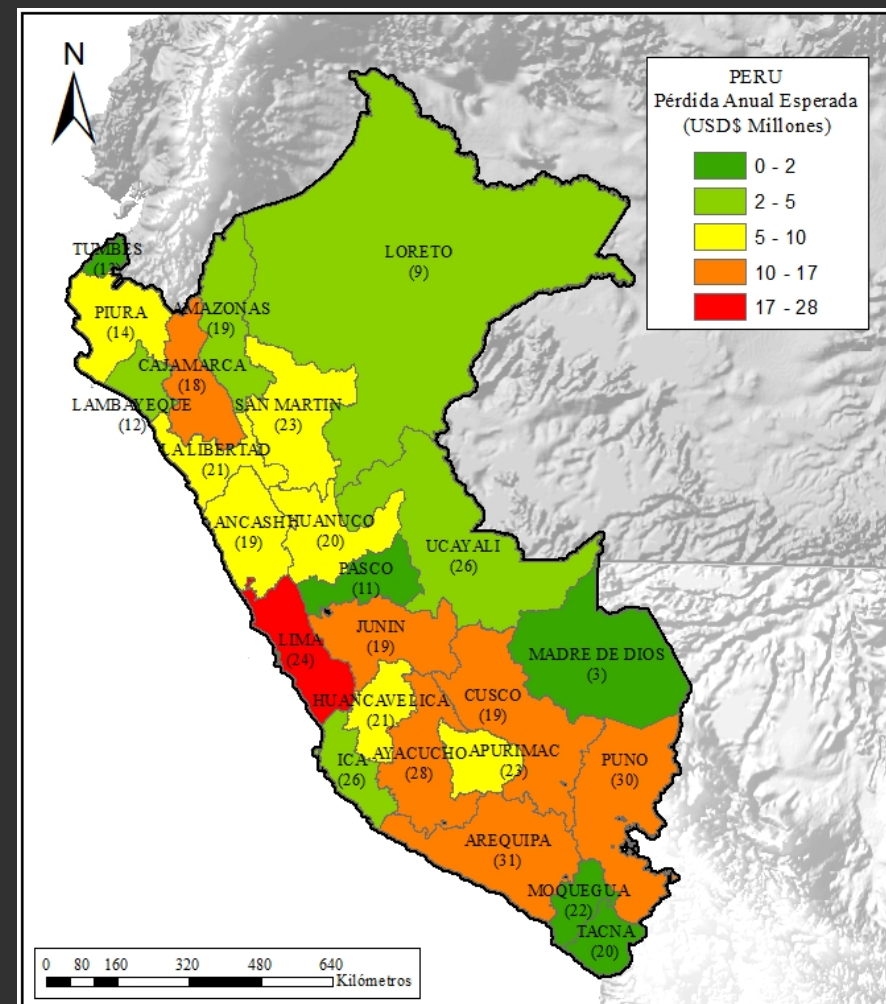 N
PERU
Pérdida Anual Esperada
(USD$ Millones)
0 - 2
2 - 5
5 - 10
10 - 17
17 - 28
TUMBES
(13)
LORETO
(9)
PIURA
(14)
AMAZONAS
(19)
CAJAMARCA
(18)
LAMBAYEQUE
(12)
SAN MARTIN
(23)
LA LIBERTAD
(21)
ANCASH
(19)
HUANUCO
(20)
UCAYALI
(26)
PASCO
(11)
LIMA
(24)
JUNIN
(19)
MADRE DE DIOS
(3)
HUANCAVELICA
(21)
CUSCO
(19)
ICA
(26)
AYACUCHO
(28)
APURIMAC
(23)
PUNO
(30)
AREQUIPA
(31)
MOQUEGUA
(22)
TACNA
(20)
0 80 160 320 480 640
Kilómetros